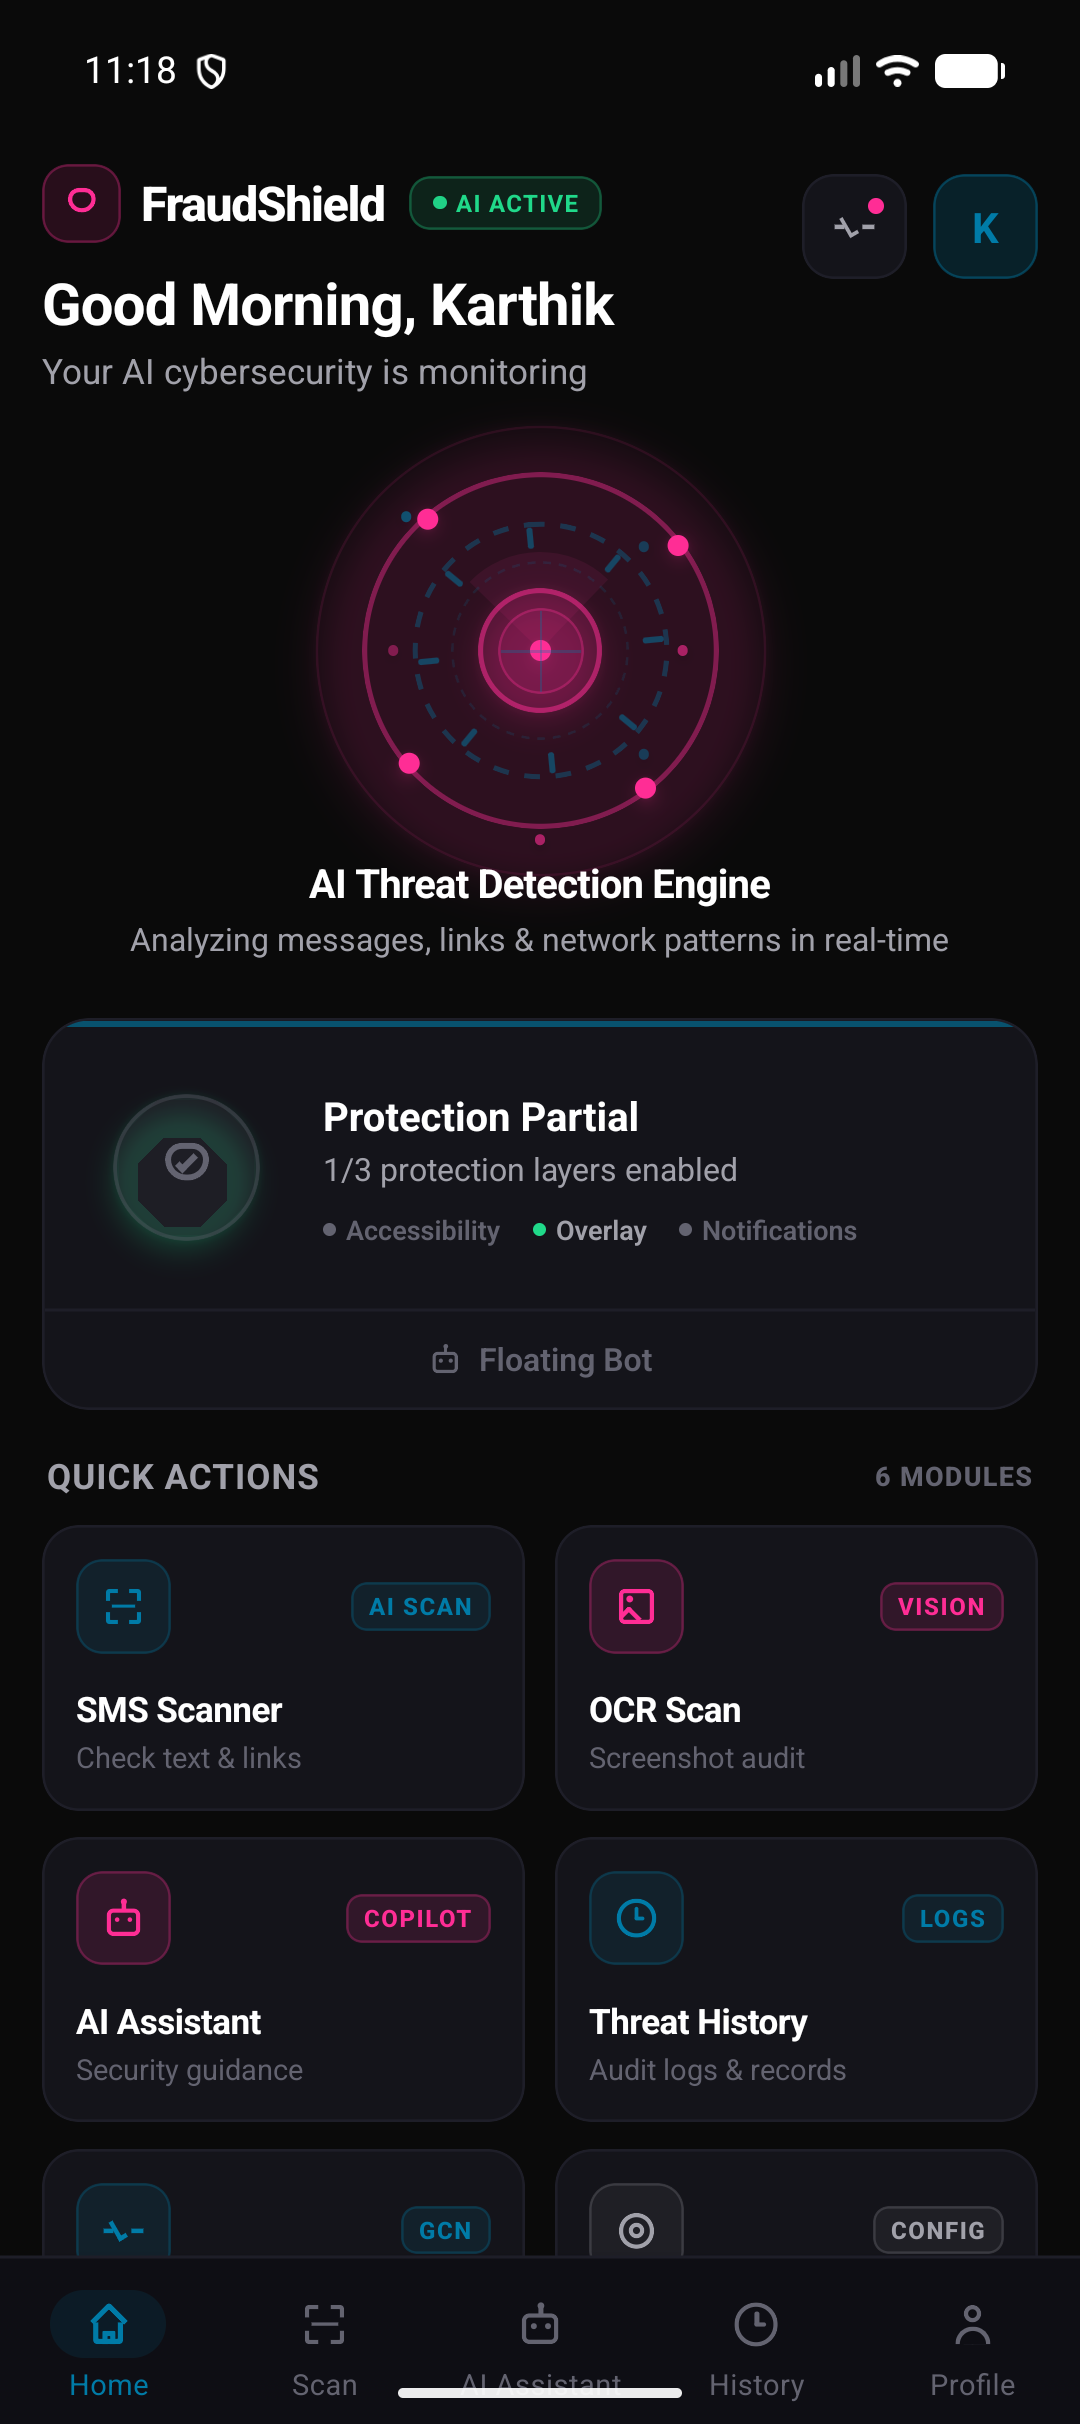 11:18
FraudShield
AI ACTIVE
K
Good Morning, Karthik
Your AI cybersecurity is monitoring
AI Threat Detection Engine
Analyzing messages, links & network patterns in real-time
Protection Partial
1/3 protection layers enabled
Accessibility Overlay Notifications
Floating Bot
QUICK ACTIONS
6 MODULES
AI SCAN
SMS Scanner
Check text & links
VISION
OCR Scan
Screenshot audit
COPILOT
AI Assistant
Security guidance
LOGS
Threat History
Audit logs & records
GCN
CONFIG
Home
Scan
AI Assistant
History
Profile